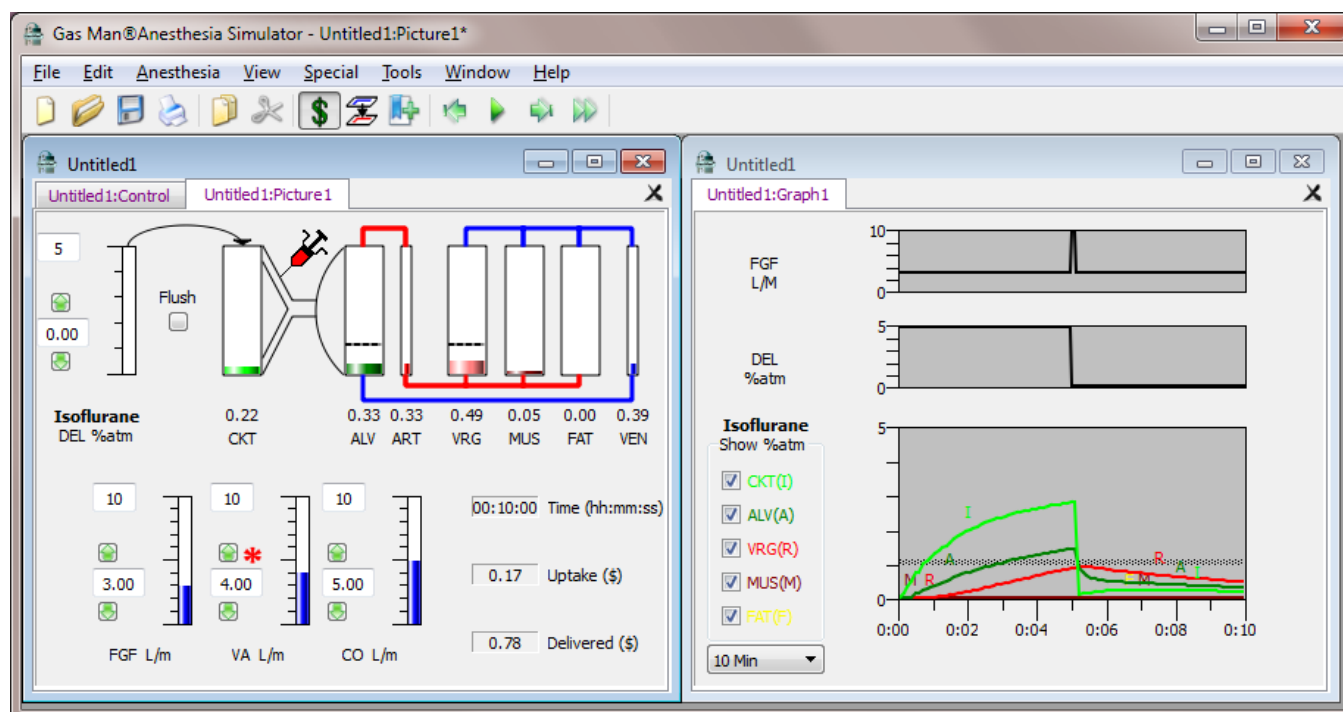 Gas Man®Anesthesia Simulator - Untitled1:Picture1*
File Edit Anesthesia View Special Tools Window Help
$
Untitled1
Untitled1:Control Untitled1:Picture1
5
Flush
0.00
Isoflurane
DEL %atm
0.22 0.33 0.33 0.49 0.05 0.00 0.39
CKT ALV ART VRG MUS FAT VEN
10 10 10
*
3.00 4.00 5.00
FGF L/m VA L/m CO L/m
00:10:00 Time (hh:mm:ss)
0.17 Uptake ($)
0.78 Delivered ($)
Untitled1
Untitled1:Graph1
FGF
L/M
10
0
DEL
%atm
5
0
Isoflurane
Show %atm
CKT(I)
ALV(A)
VRG(R)
MUS(M)
FAT(F)
10 Min
5
0
I
A
M R
R
F M A I
0:00 0:02 0:04 0:06 0:08 0:10